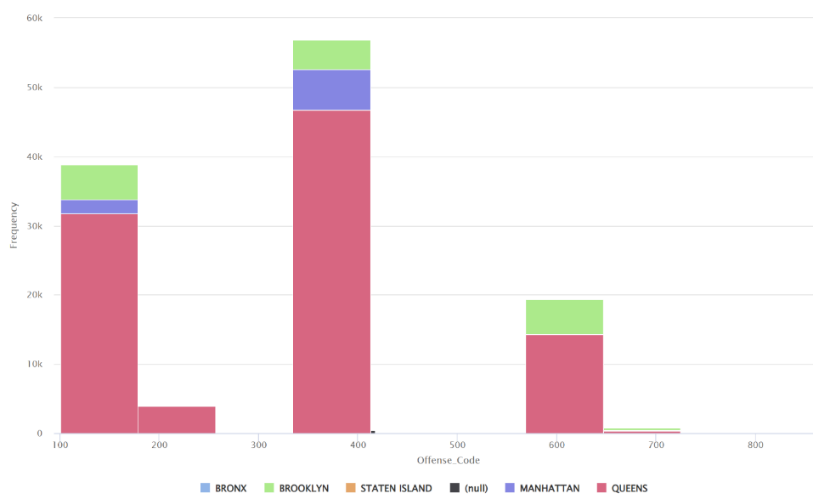 60k
50k
40k
30k
20k
10k
0
Frequency
100 200 300 400 500 600 700 800
Offense_Code
BRONX BROOKLYN STATEN ISLAND (null) MANHATTAN QUEENS